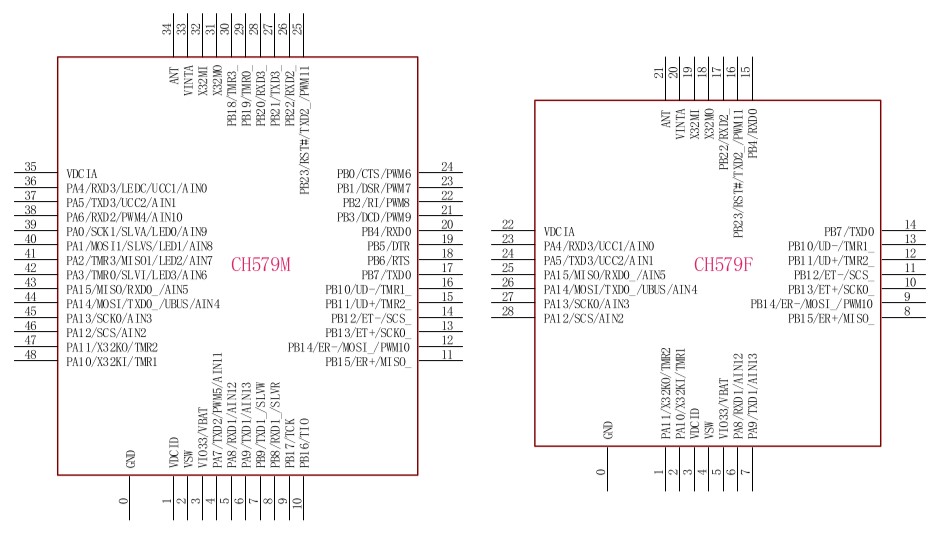 34 33 32 31 30 29 28 27 26 25
ANT
VINTA
X32MI
X32MO
PB18/TMR3_
PB19/TMR0_
PB20/RXD3_
PB21/TXD3_
PB22/RXD2_
PB23/RST#/TXD2_/PWM11
35 VDCIA
36 PA4/RXD3/LEDC/UCC1/AIN0
37 PA5/TXD3/UCC2/AIN1
38 PA6/RXD2/PWM4/AIN10
39 PA0/SCK1/SLVA/LED0/AIN9
40 PA1/MOSI1/SLVS/LED1/AIN8
41 PA2/TMR3/MISO1/LED2/AIN7
42 PA3/TMR0/SLVI/LED3/AIN6
43 PA15/MISO/RXD0_/AIN5
44 PA14/MOSI/TXD0_/UBUS/AIN4
45 PA13/SCK0/AIN3
46 PA12/SCS/AIN2
47 PA11/X32KO/TMR2
48 PA10/X32KI/TMR1
CH579M
PB0/CTS/PWM6 24
PB1/DSR/PWM7 23
PB2/RI/PWM8 22
PB3/DCD/PWM9 21
PB4/RXD0 20
PB5/DTR 19
PB6/RTS 18
PB7/TXD0 17
PB10/UD-/TMR1_ 16
PB11/UD+/TMR2_ 15
PB12/ET-/SCS_ 14
PB13/ET+/SCK0_ 13
PB14/ER-/MOSI_/PWM10 12
PB15/ER+/MISO_ 11
GND
VDCID
VSW
VIO33/VBAT
PA7/TXD2/PWM5/AIN11
PA8/RXD1/AIN12
PA9/TXD1/AIN13
PB9/TXD1_/SLVW
PB8/RXD1_/SLVR
PB17/TCK
PB16/TIO
0 1 2 3 4 5 6 7 8 9 10
21 20 19 18 17 16 15
ANT
VINTA
X32MI
X32MO
PB22/RXD2_
PB23/RST#/TXD2_/PWM11
PB4/RXD0
22 VDCIA
23 PA4/RXD3/UCC1/AIN0
24 PA5/TXD3/UCC2/AIN1
25 PA15/MISO/RXD0_/AIN5
26 PA14/MOSI/TXD0_/UBUS/AIN4
27 PA13/SCK0/AIN3
28 PA12/SCS/AIN2
CH579F
PB7/TXD0 14
PB10/UD-/TMR1_ 13
PB11/UD+/TMR2_ 12
PB12/ET-/SCS_ 11
PB13/ET+/SCK0_ 10
PB14/ER-/MOSI_/PWM10 9
PB15/ER+/MISO_ 8
GND
PA11/X32KO/TMR2
PA10/X32KI/TMR1
VDCID
VSW
VIO33/VBAT
PA8/RXD1/AIN12
PA9/TXD1/AIN13
0 1 2 3 4 5 6 7